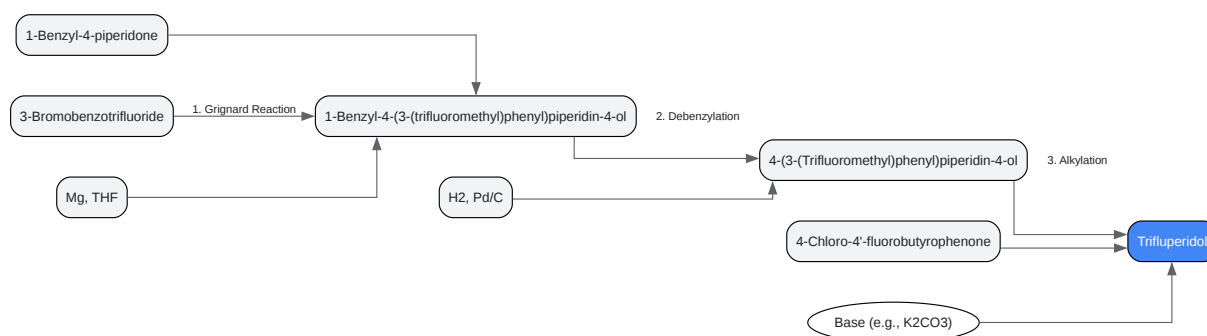 1-Benzyl-4-piperidone
3-Bromobenzotrifluoride
1. Grignard Reaction
1-Benzyl-4-(3-(trifluoromethyl)phenyl)piperidin-4-ol
2. Debenzylation
4-(3-(Trifluoromethyl)phenyl)piperidin-4-ol
3. Alkylation
Mg, THF
H2, Pd/C
4-Chloro-4'-fluorobutyrophenone
Trifluperidol
Base (e.g., K2CO3)